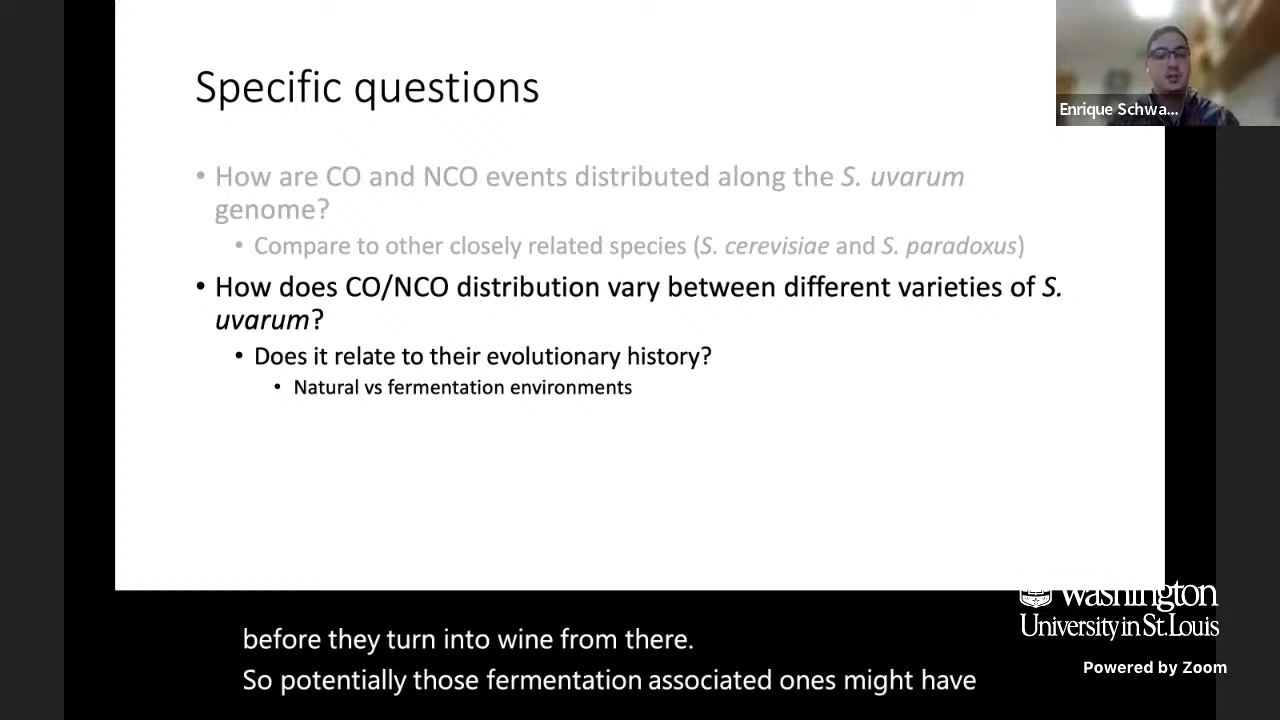 Specific questions
Enrique Schwa...
• How are CO and NCO events distributed along the S. uvarum
genome?
• Compare to other closely related species (S. cerevisiae and S. paradoxus)
• How does CO/NCO distribution vary between different varieties of S.
uvarum?
• Does it relate to their evolutionary history?
• Natural vs fermentation environments
Washington
University in St. Louis
before they turn into wine from there.
So potentially those fermentation associated ones might have
Powered by Zoom